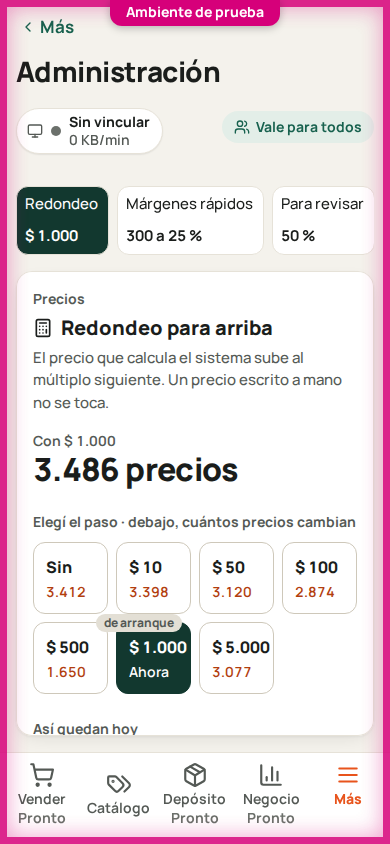 Ambiente de prueba
Más
Administración
Sin vincular
0 KB/min
Vale para todos
Redondeo
$ 1.000
Márgenes rápidos
300 a 25 %
Para revisar
50 %
Precios
Redondeo para arriba
El precio que calcula el sistema sube al
múltiplo siguiente. Un precio escrito a mano
no se toca.
Con $ 1.000
3.486 precios
Elegí el paso · debajo, cuántos precios cambian
Sin
3.412
$ 10
3.398
$ 50
3.120
$ 100
2.874
$ 500
1.650
de arranque
$ 1.000
Ahora
$ 5.000
3.077
Así quedan hoy
Vender
Pronto
Catálogo
Depósito
Pronto
Negocio
Pronto
Más